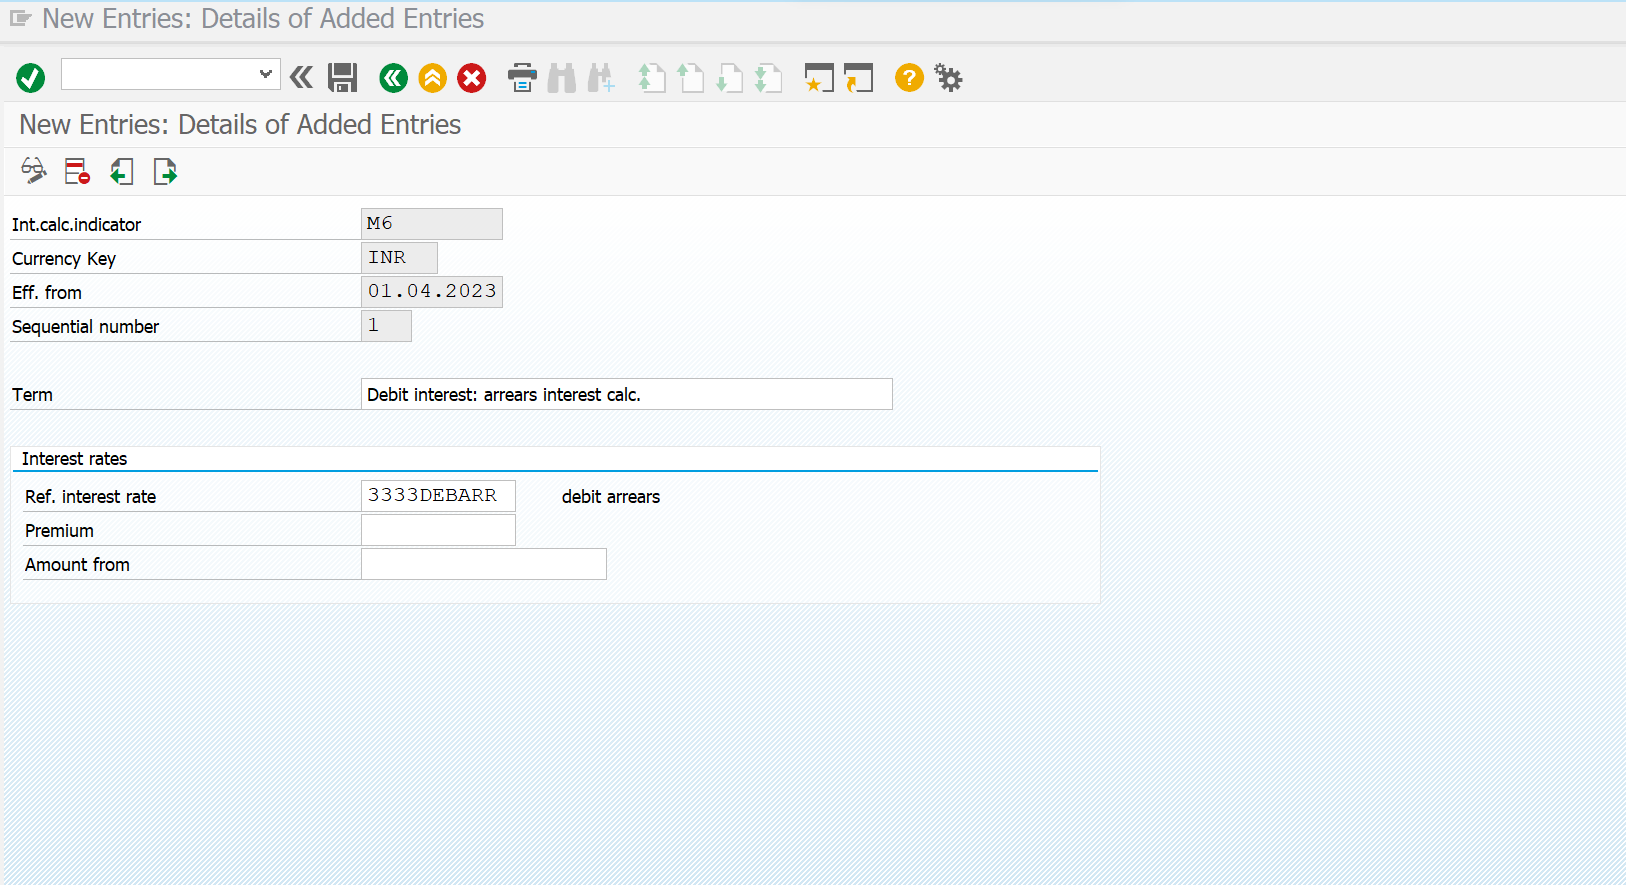 New Entries: Details of Added Entries
New Entries: Details of Added Entries
Int.calc.indicator M6
Currency Key INR
Eff. from 01.04.2023
Sequential number 1
Term Debit interest: arrears interest calc.
Interest rates
Ref. interest rate 3333DEBARR debit arrears
Premium
Amount from